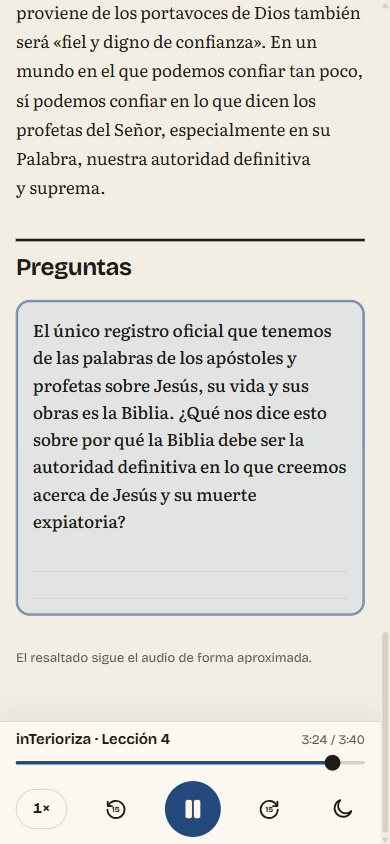 proviene de los portavoces de Dios también
será «fiel y digno de confianza». En un
mundo en el que podemos confiar tan poco,
sí podemos confiar en lo que dicen los
profetas del Señor, especialmente en su
Palabra, nuestra autoridad definitiva
y suprema.
Preguntas
El único registro oficial que tenemos
de las palabras de los apóstoles y
profetas sobre Jesús, su vida y sus
obras es la Biblia. ¿Qué nos dice esto
sobre por qué la Biblia debe ser la
autoridad definitiva en lo que creemos
acerca de Jesús y su muerte
expiatoria?
El resaltado sigue el audio de forma aproximada.
inTerioriza · Lección 4 3:24 / 3:40
1× 15 15